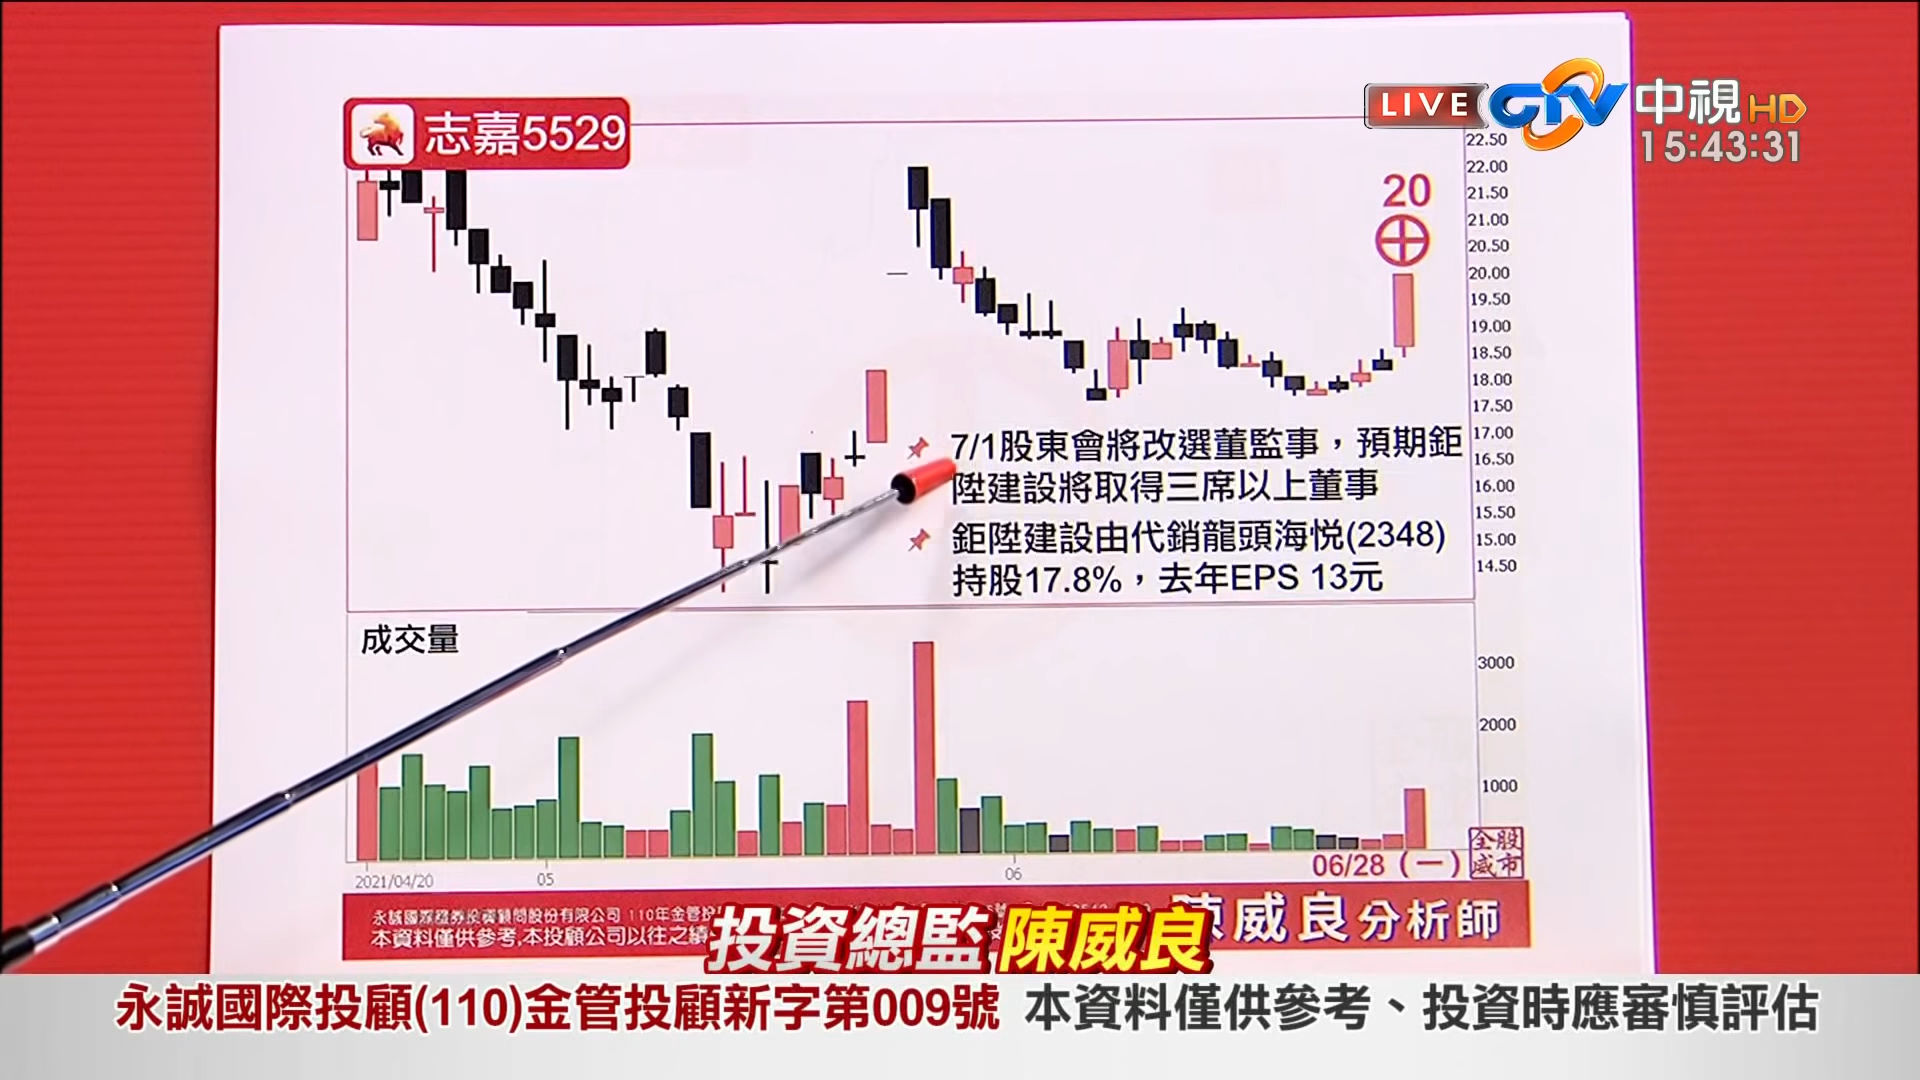 志嘉5529
LIVE CTV 中視HD
15:43:31
20
22.50
22.00
21.50
21.00
20.50
20.00
19.50
19.00
18.50
18.00
17.50
17.00
16.50
16.00
15.50
15.00
14.50
7/1股東會將改選董監事，預期鉅
陞建設將取得三席以上董事
鉅陞建設由代銷龍頭海悦(2348)
持股17.8%，去年EPS 13元
成交量
3000
2000
1000
2021/04/20
05
06
06/28（一）
全股
威市
永誠國際證券投資顧問股份有限公司 110年金管投
本資料僅供參考,本投顧公司以往之績
威良分析師
投資總監 陳威良
永誠國際投顧(110)金管投顧新字第009號 本資料僅供參考、投資時應審慎評估